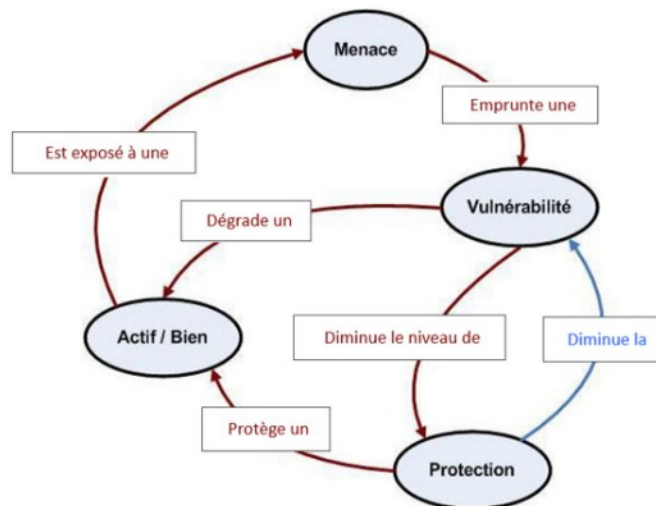 Menace
Emprunte une
Est exposé à une
Vulnérabilité
Dégrade un
Actif / Bien
Diminue le niveau de
Diminue la
Protège un
Protection